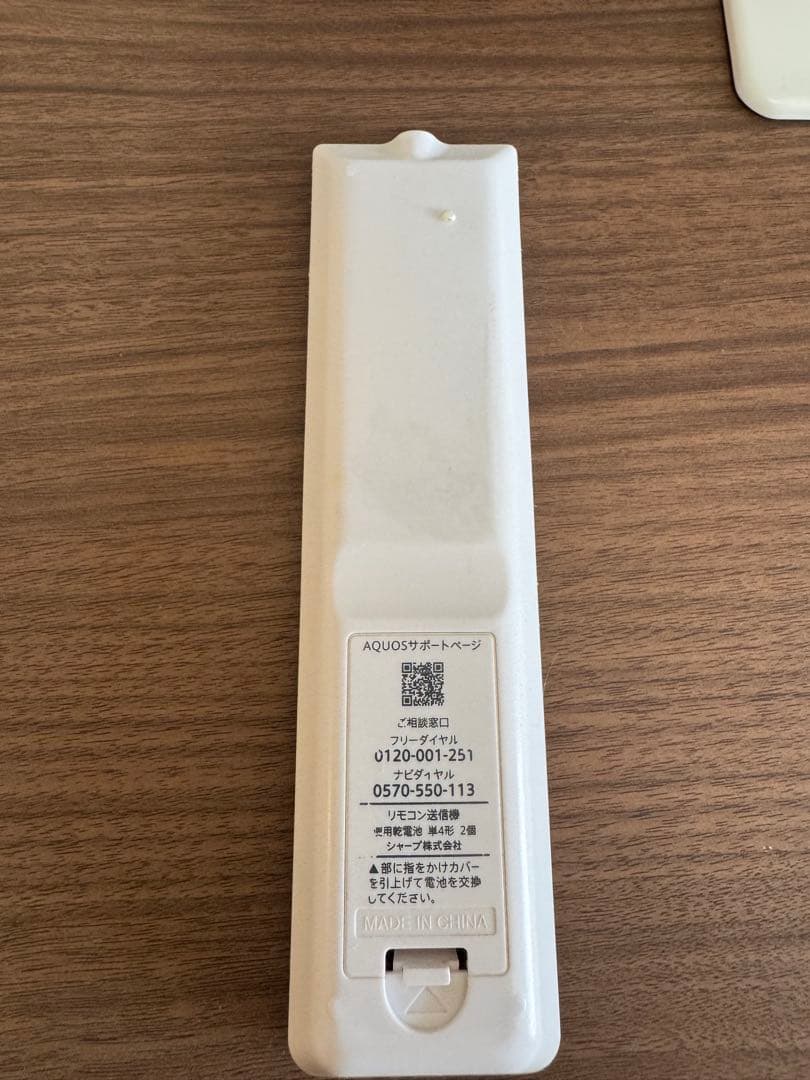 AQUOSサポートページ
ご相談窓口
フリーダイヤル
0120-001-251
ナビダイヤル
0570-550-113
リモコン送信機
使用乾電池 単4形 2個
シャープ株式会社
▲部に指をかけカバー
を引上げて電池を交換
してください。
MADE IN CHINA